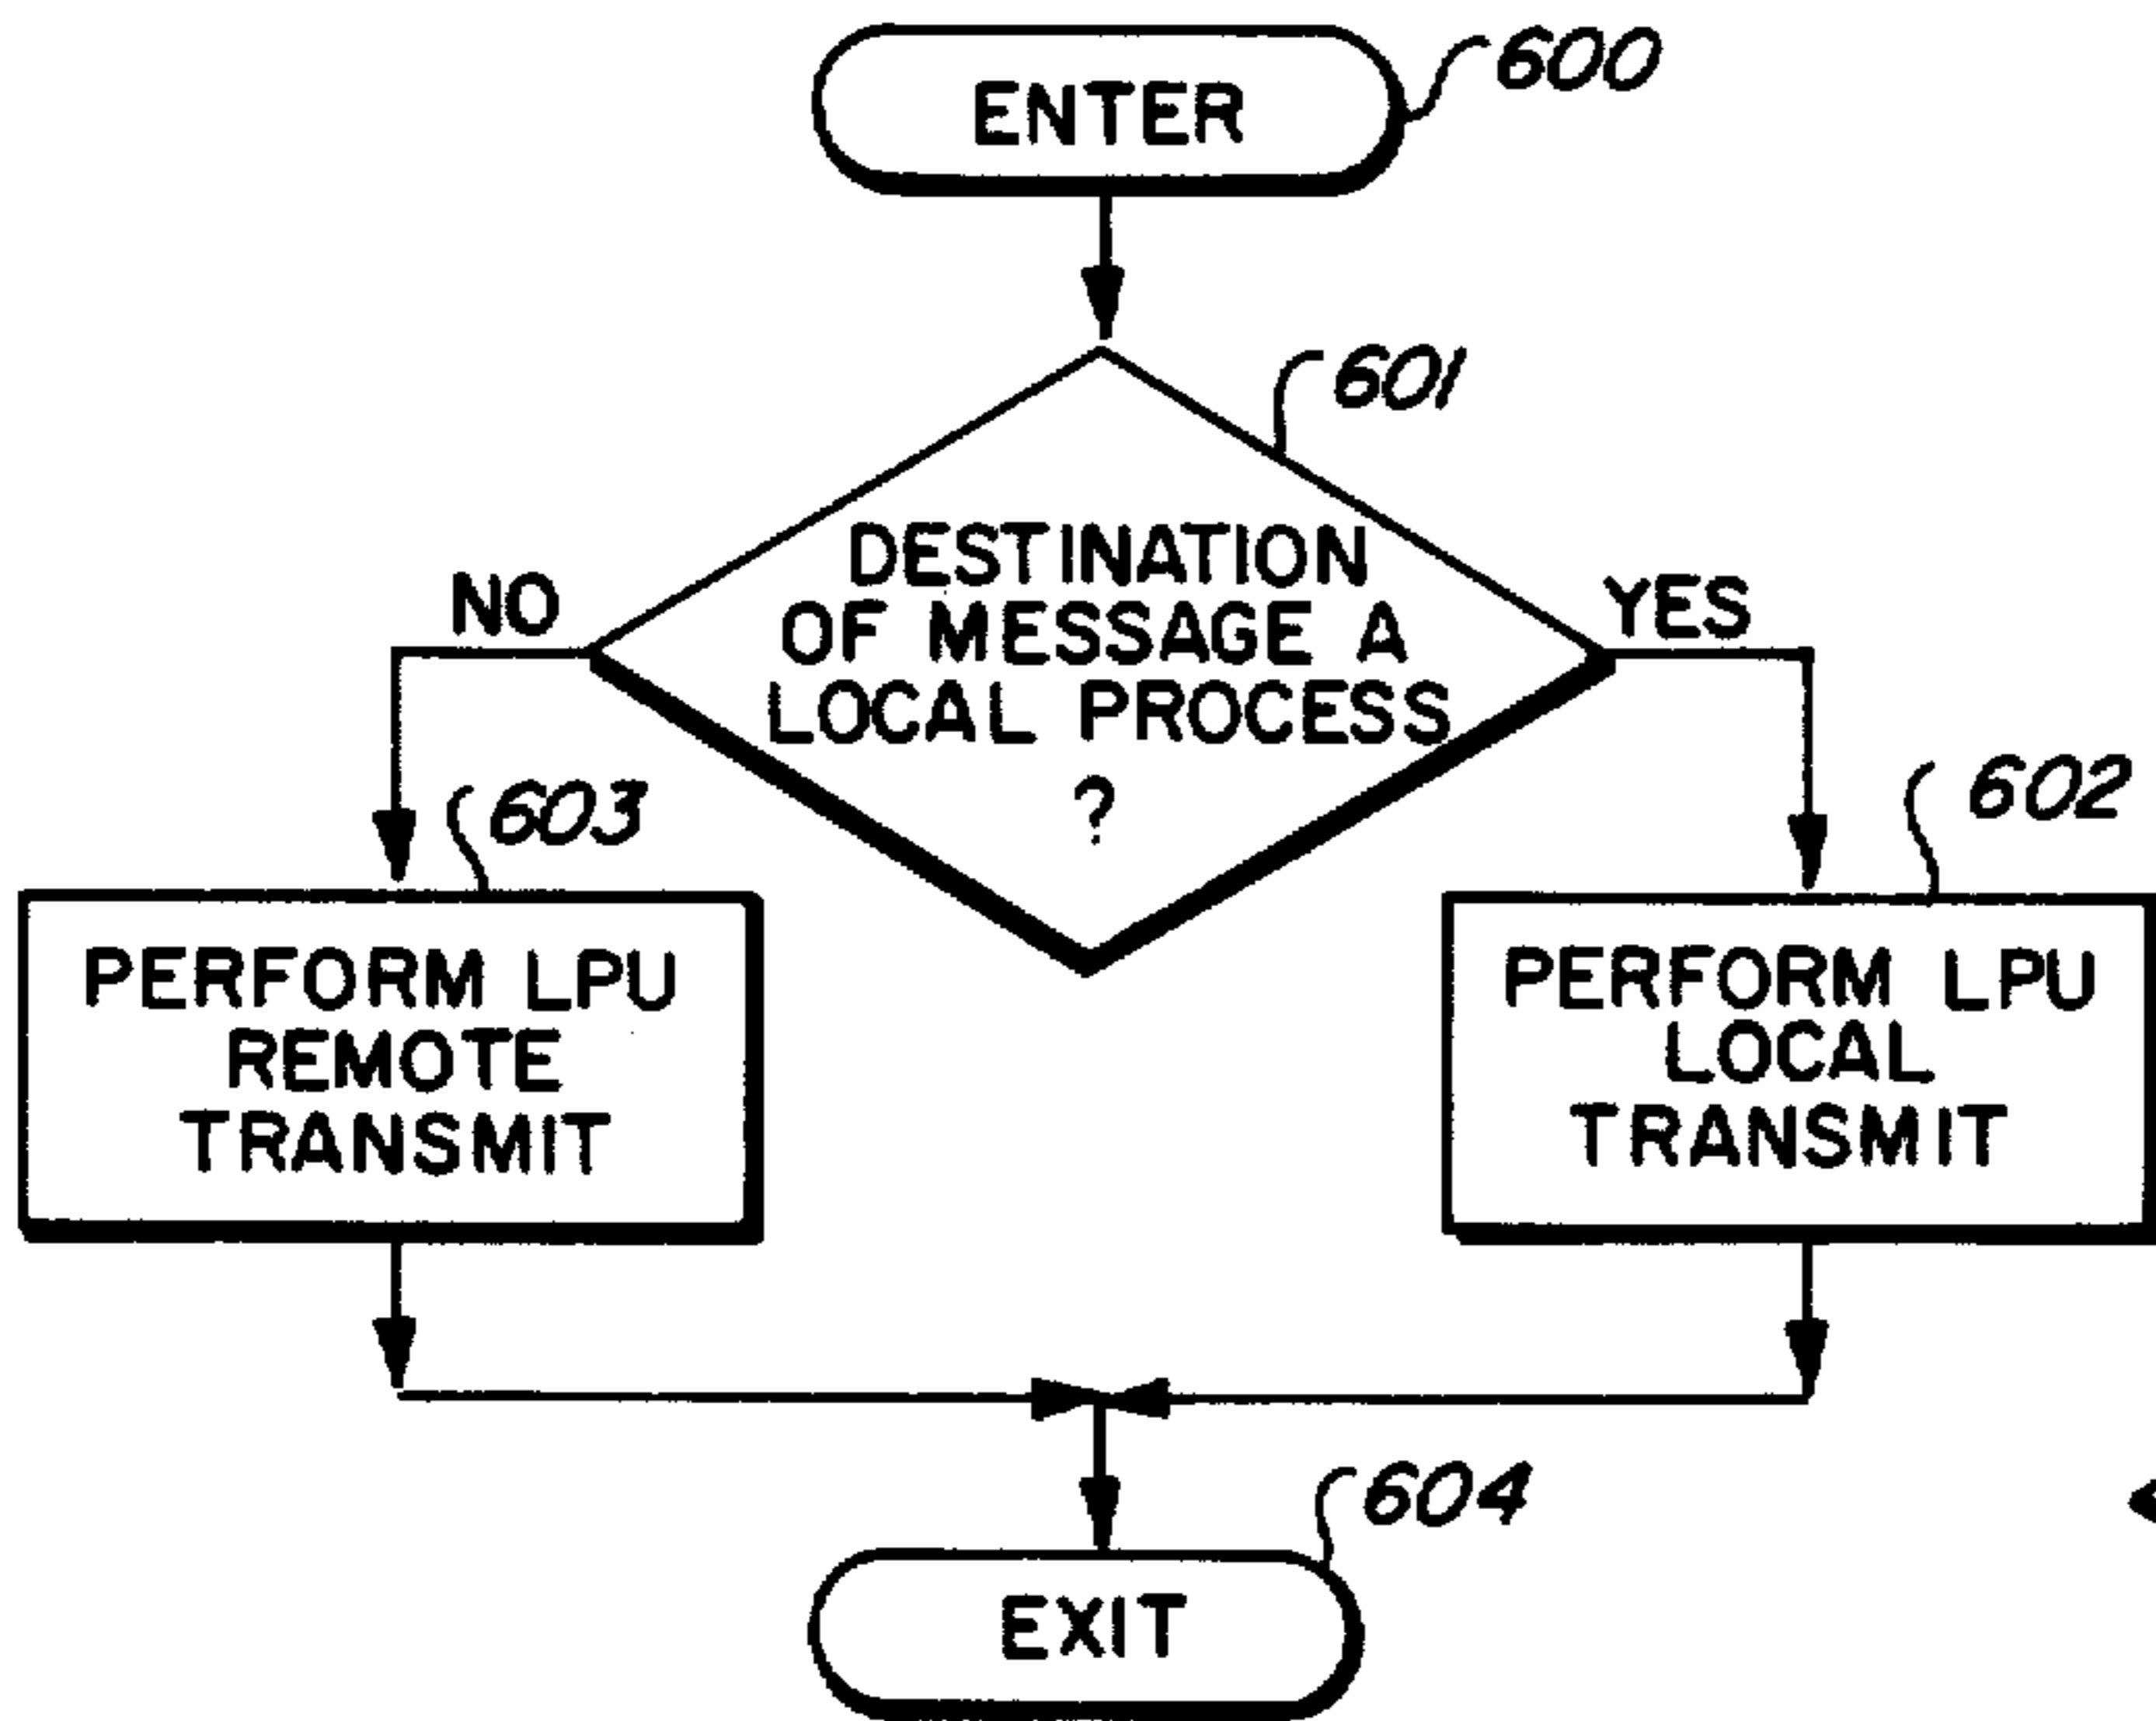 ENTER
600
601
DESTINATION
OF MESSAGE A
LOCAL PROCESS
?
NO
YES
603
602
PERFORM LPU
REMOTE
TRANSMIT
PERFORM LPU
LOCAL
TRANSMIT
604
EXIT